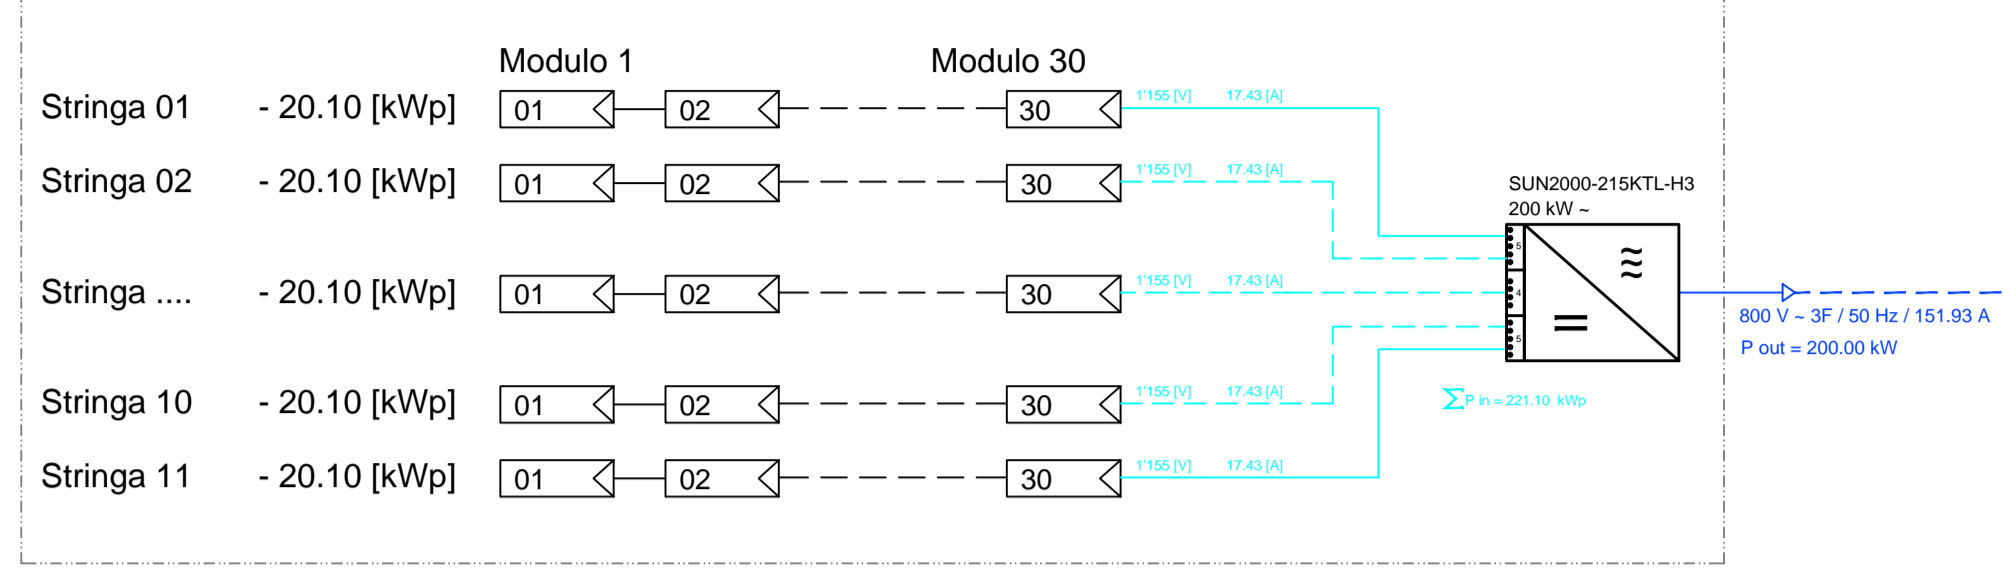 Modulo 1 Modulo 30
Stringa 01 - 20.10 [kWp] 01 02 30 1'155 [V] 17.43 [A]
Stringa 02 - 20.10 [kWp] 01 02 30 1'155 [V] 17.43 [A]
SUN2000-215KTL-H3
200 kW ~
5
≈
Stringa .... - 20.10 [kWp] 01 02 30 1'155 [V] 17.43 [A] 4
=
5
800 V ~ 3F / 50 Hz / 151.93 A
P out = 200.00 kW
Stringa 10 - 20.10 [kWp] 01 02 30 1'155 [V] 17.43 [A]
∑P in = 221.10 kWp
Stringa 11 - 20.10 [kWp] 01 02 30 1'155 [V] 17.43 [A]